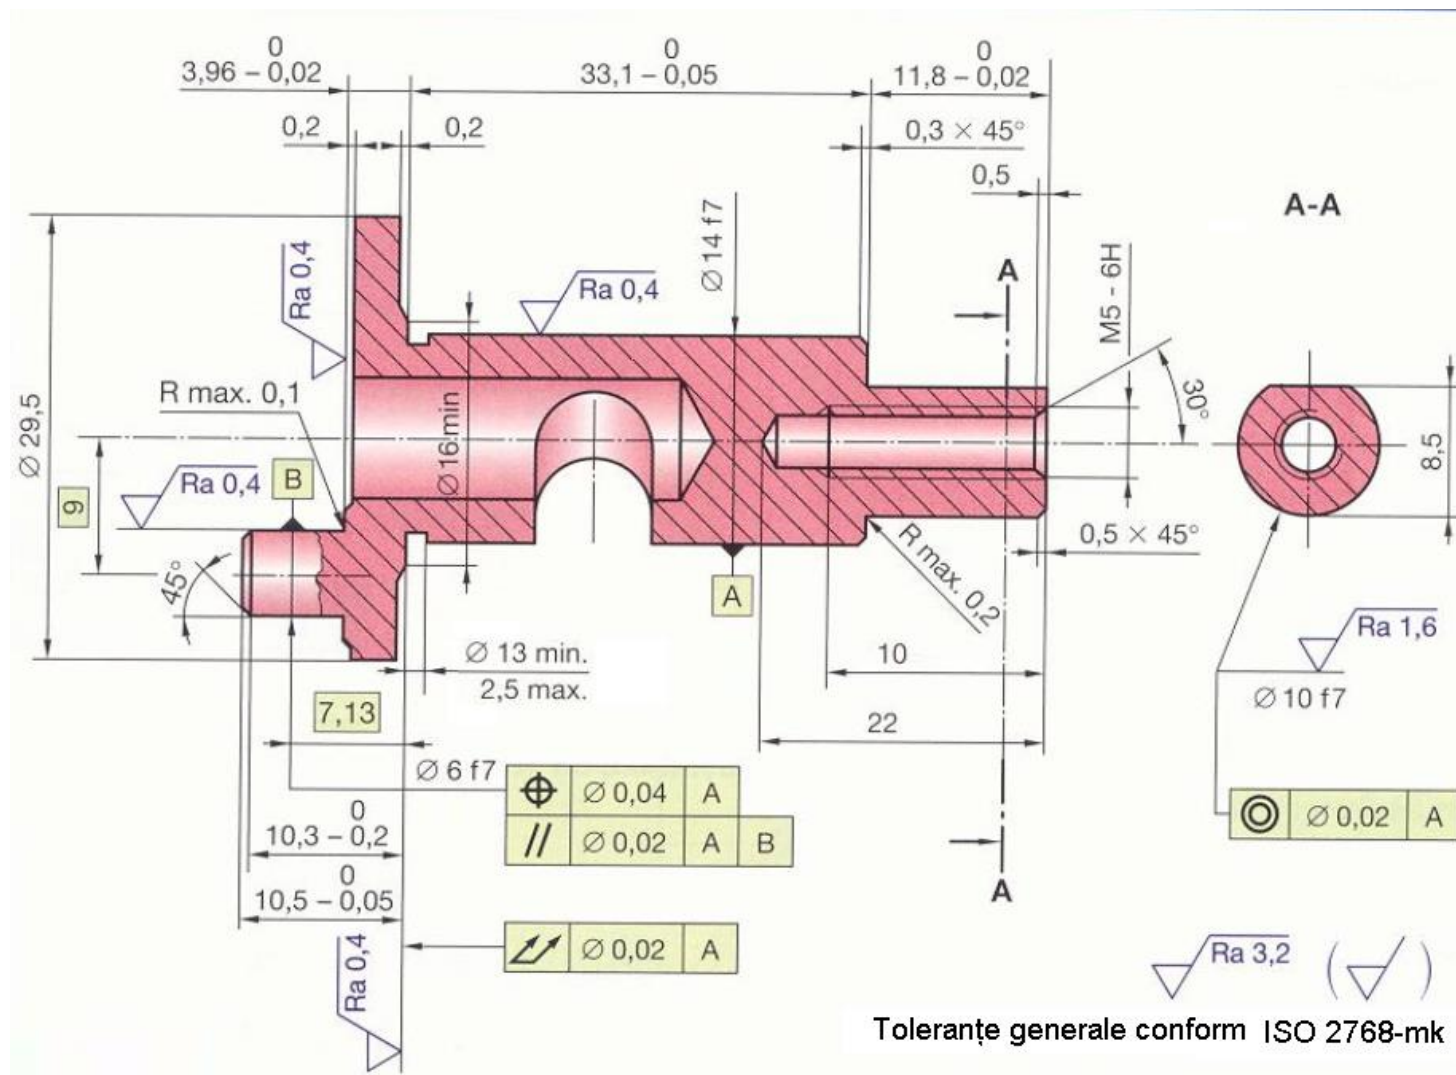 0
3,96 – 0,02
0
33,1 – 0,05
0
11,8 – 0,02
0,2
0,2
0,3 × 45°
0,5
A-A
Ra 0,4
Ra 0,4
Ø 14 f7
A
M5 - 6H
Ø 29,5
R max. 0,1
Ø 16 min
30°
8,5
Ra 0,4
B
9
45°
A
R max. 0,2
0,5 × 45°
Ra 1,6
Ø 13 min.
2,5 max.
10
Ø 10 f7
7,13
22
Ø 6 f7
Ø 0,04 A
// Ø 0,02 A B
Ø 0,02 A
0
10,3 – 0,2
0
10,5 – 0,05
A
Ra 0,4
Ø 0,02 A
Ra 3,2 ( )
Toleranțe generale conform ISO 2768-mk